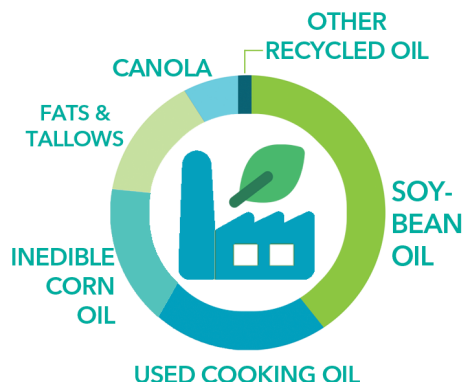 OTHER
RECYCLED OIL
CANOLA
FATS &
TALLOWS
SOY-
BEAN
OIL
INEDIBLE
CORN
OIL
USED COOKING OIL